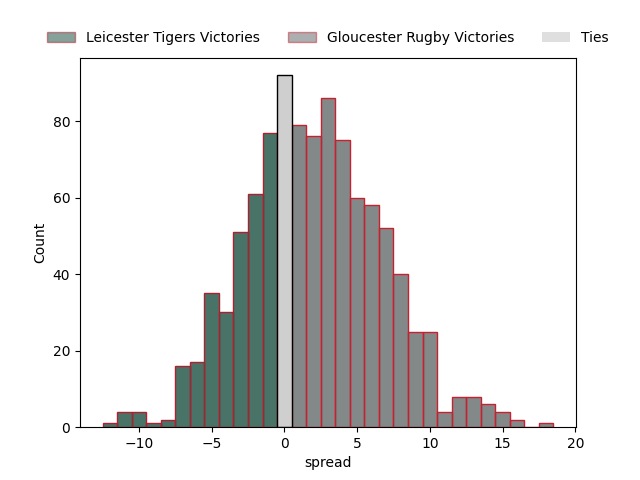 Leicester Tigers Victories Gloucester Rugby Victories Ties
80
60
40
20
0
−10 −5 0 5 10 15 20
Count
spread